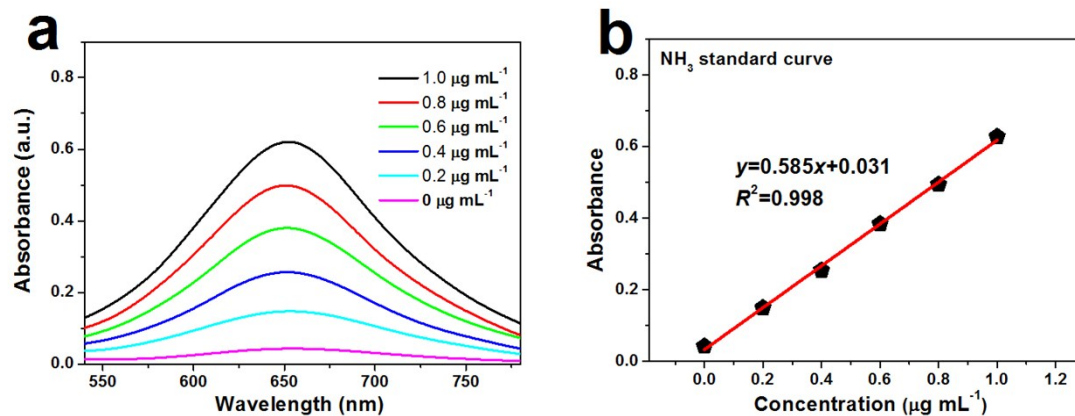 a
Absorbance (a.u.)
0.8
0.6
0.4
0.2
0.0
1.0 μg mL⁻¹
0.8 μg mL⁻¹
0.6 μg mL⁻¹
0.4 μg mL⁻¹
0.2 μg mL⁻¹
0 μg mL⁻¹
550 600 650 700 750
Wavelength (nm)
b
Absorbance
0.8
0.6
0.4
0.2
0.0
NH₃ standard curve
y=0.585x+0.031
R²=0.998
0.0 0.2 0.4 0.6 0.8 1.0 1.2
Concentration (μg mL⁻¹)